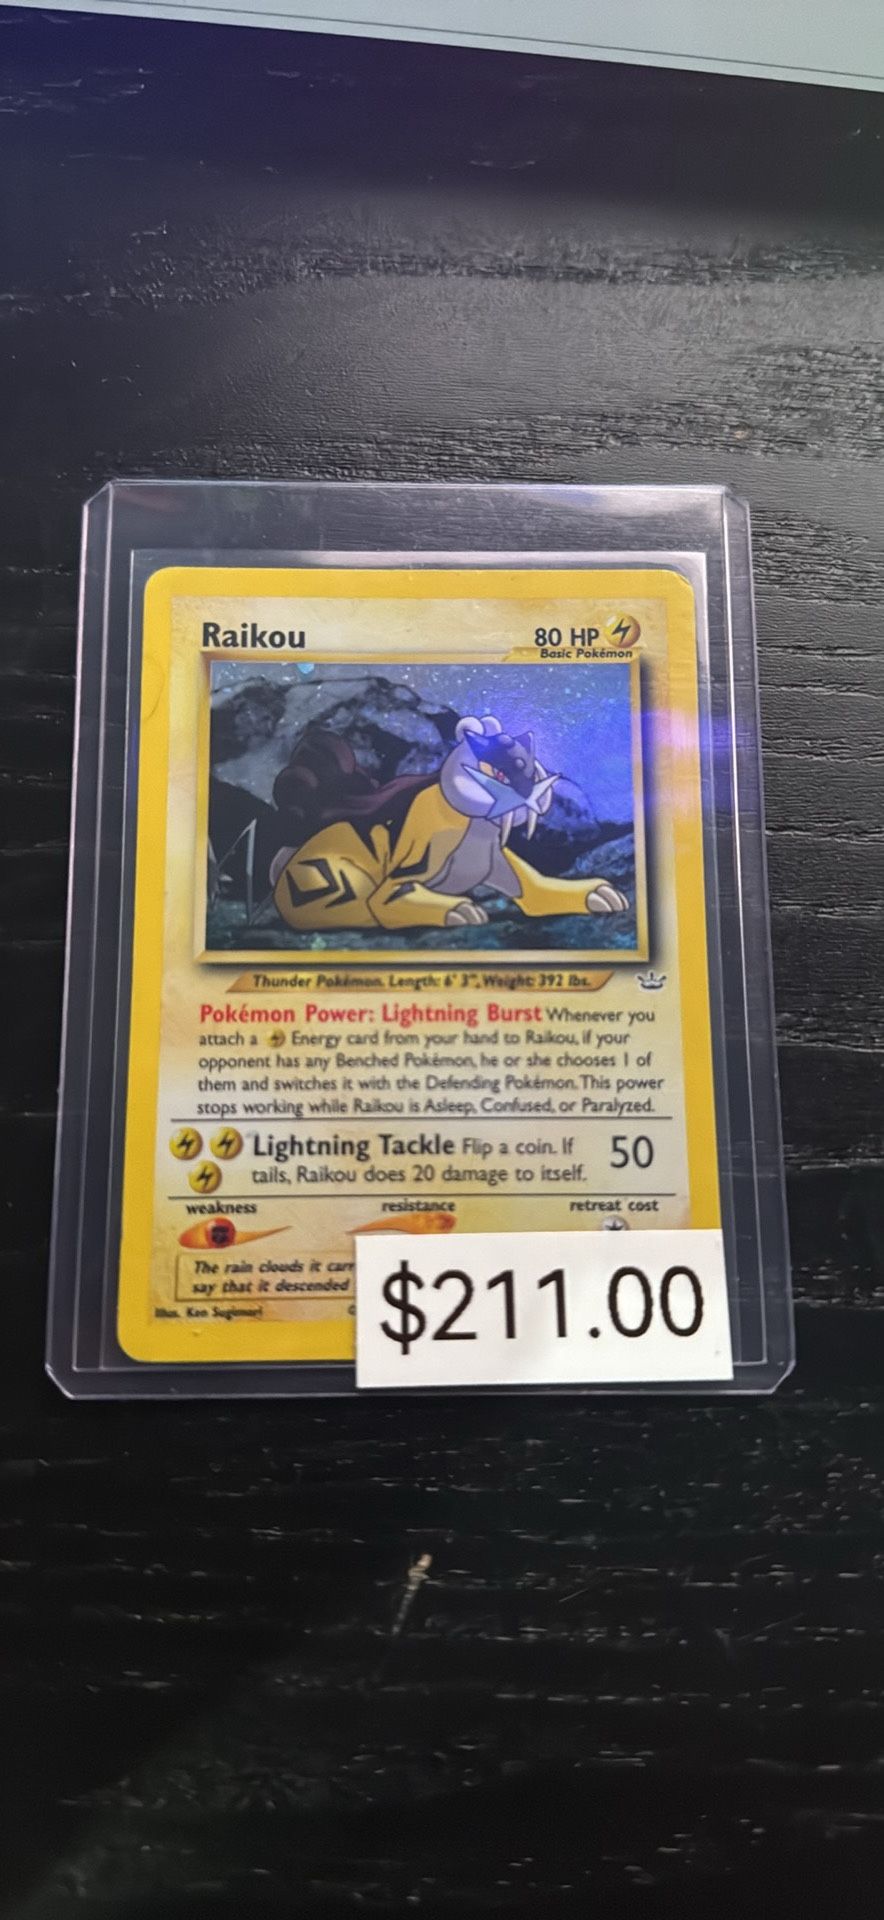 Raikou
80 HP
Basic Pokémon
Thunder Pokémon. Length: 6' 3", Weight: 392 lbs.
Pokémon Power: Lightning Burst Whenever you
attach a Energy card from your hand to Raikou, if your
opponent has any Benched Pokémon, he or she chooses 1 of
them and switches it with the Defending Pokémon. This power
stops working while Raikou is Asleep, Confused, or Paralyzed.
Lightning Tackle Flip a coin. If
tails, Raikou does 20 damage to itself.
50
weakness
resistance
retreat cost
The rain clouds it carr
say that it descended
Illus. Ken Sugimori
$211.00